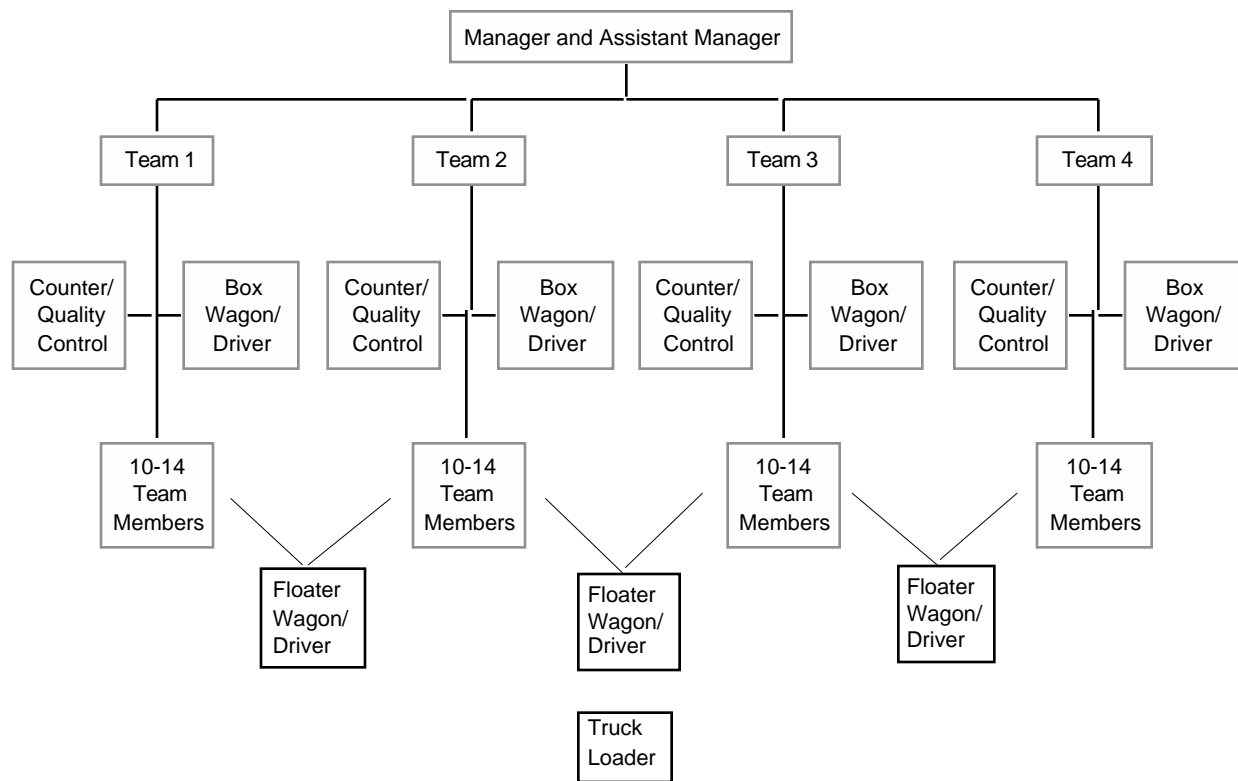 Manager and Assistant Manager
Team 1
Team 2
Team 3
Team 4
Counter/
Quality
Control
Box
Wagon/
Driver
Counter/
Quality
Control
Box
Wagon/
Driver
Counter/
Quality
Control
Box
Wagon/
Driver
Counter/
Quality
Control
Box
Wagon/
Driver
10-14
Team
Members
10-14
Team
Members
10-14
Team
Members
10-14
Team
Members
Floater
Wagon/
Driver
Floater
Wagon/
Driver
Floater
Wagon/
Driver
Truck
Loader